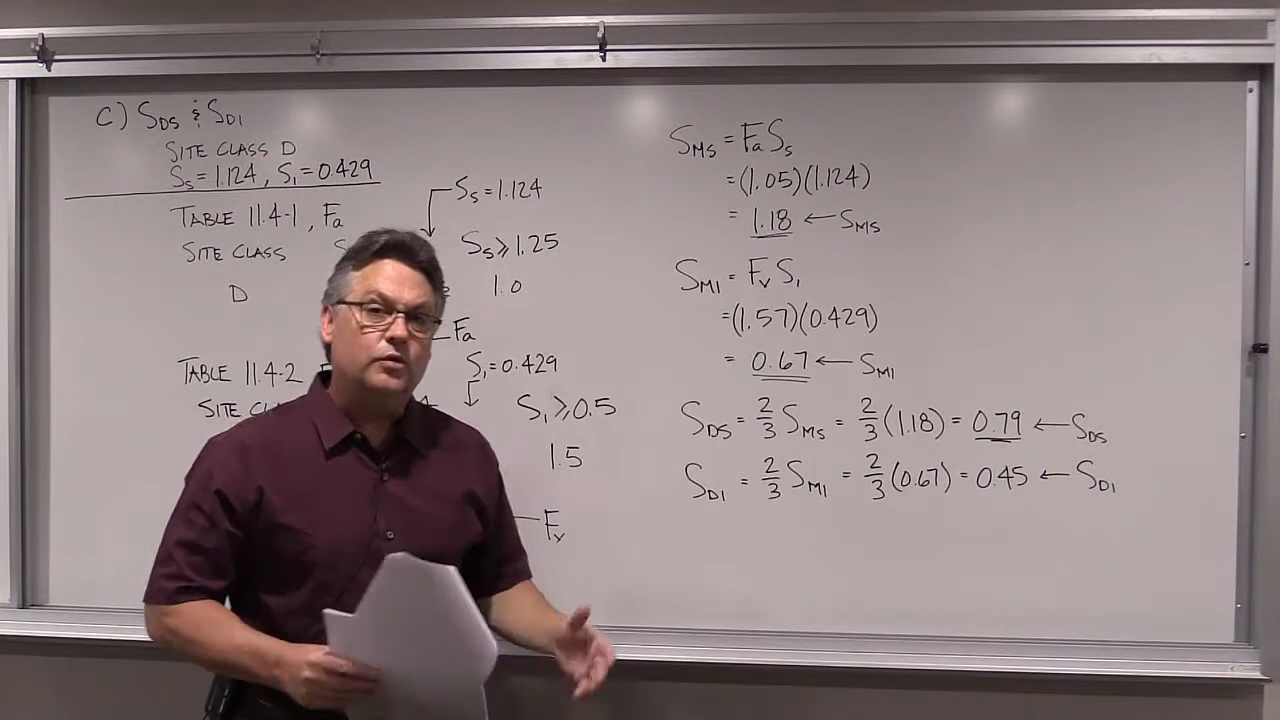 C) SDS & SD1
SITE CLASS D
Ss = 1.124, S1 = 0.429
TABLE 11.4-1, Fa
Ss = 1.124
SITE CLASS
Ss ⩾ 1.25
D
1.0
Fa
TABLE 11.4-2
S1 = 0.429
SITE
S1 ⩾ 0.5
1.5
Fv
SMS = FaSs
= (1.05)(1.124)
= 1.18 ← SMS
SM1 = FvS1
= (1.57)(0.429)
= 0.67 ← SM1
SDS = 2/3 SMS = 2/3 (1.18) = 0.79 ← SDS
SD1 = 2/3 SM1 = 2/3 (0.67) = 0.45 ← SD1